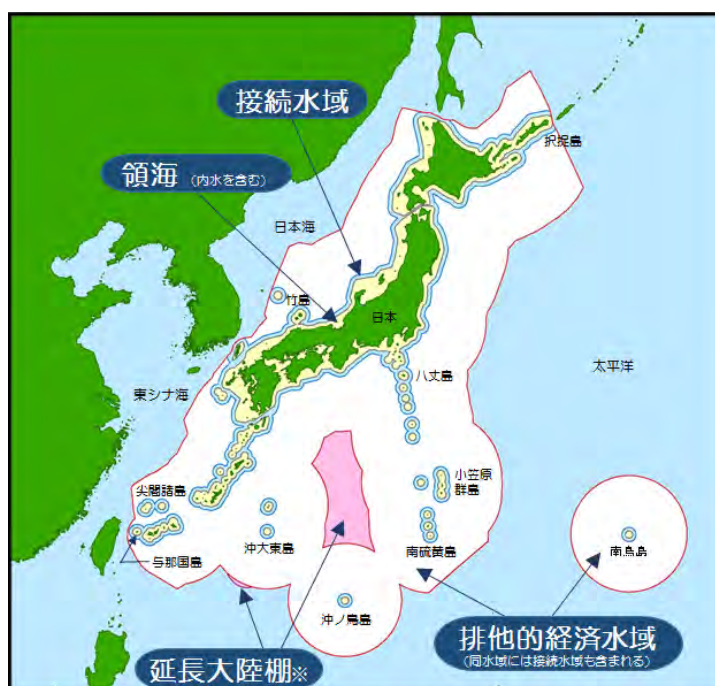 接続水域
択捉島
領海 (内水を含む)
日本海
竹島
日本
太平洋
八丈島
東シナ海
小笠原
群島
尖閣諸島
沖大東島
南硫黄島
南鳥島
与那国島
沖ノ鳥島
排他的経済水域
(同水域には接続水域も含まれる)
延長大陸棚※